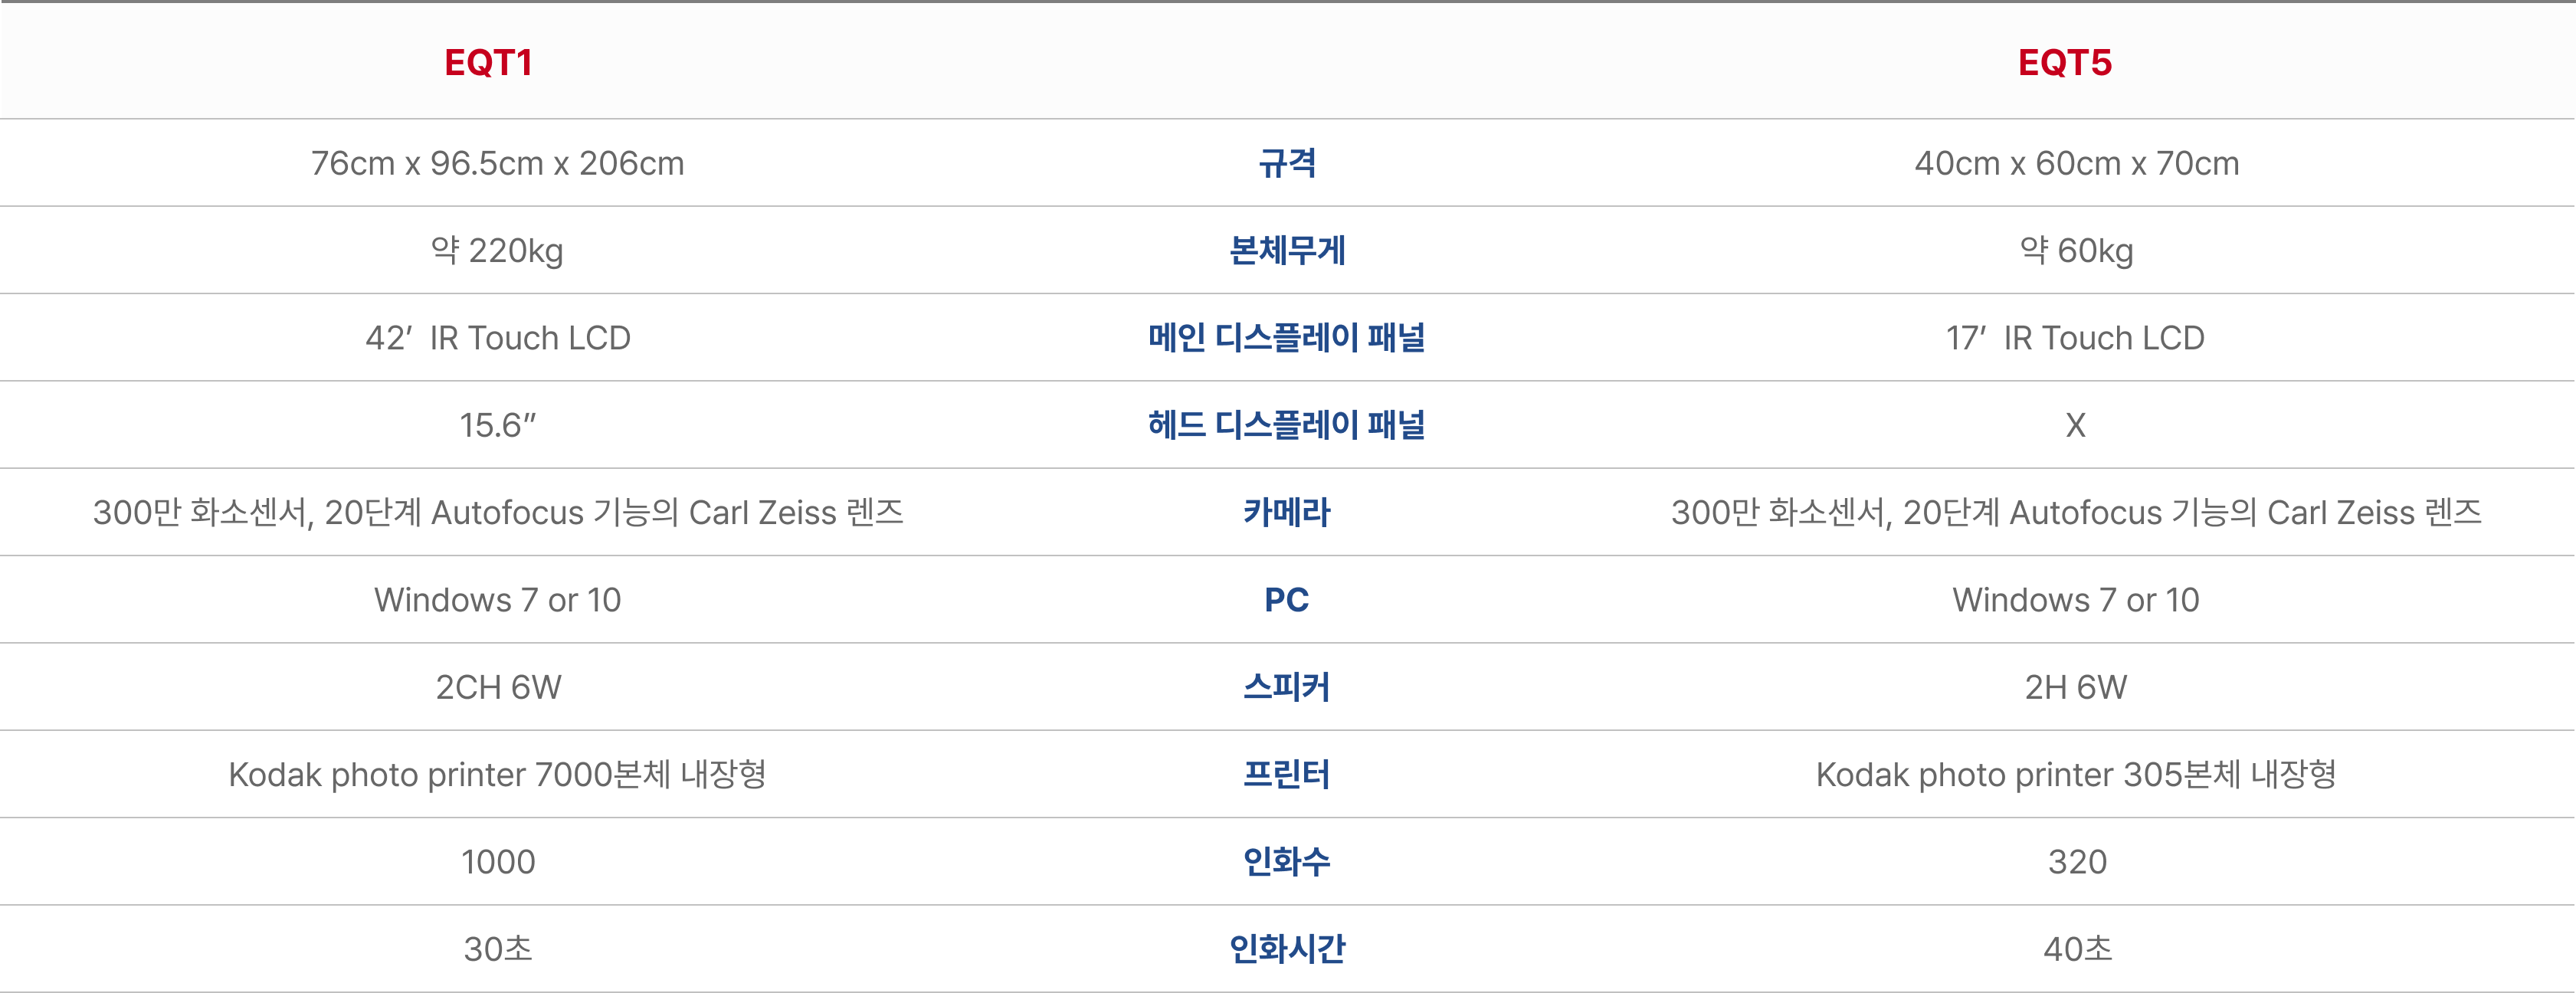 EQT1 EQT5
76cm x 96.5cm x 206cm 규격 40cm x 60cm x 70cm
약 220kg 본체무게 약 60kg
42’ IR Touch LCD 메인 디스플레이 패널 17’ IR Touch LCD
15.6” 헤드 디스플레이 패널 X
300만 화소센서, 20단계 Autofocus 기능의 Carl Zeiss 렌즈 카메라 300만 화소센서, 20단계 Autofocus 기능의 Carl Zeiss 렌즈
Windows 7 or 10 PC Windows 7 or 10
2CH 6W 스피커 2H 6W
Kodak photo printer 7000본체 내장형 프린터 Kodak photo printer 305본체 내장형
1000 인화수 320
30초 인화시간 40초